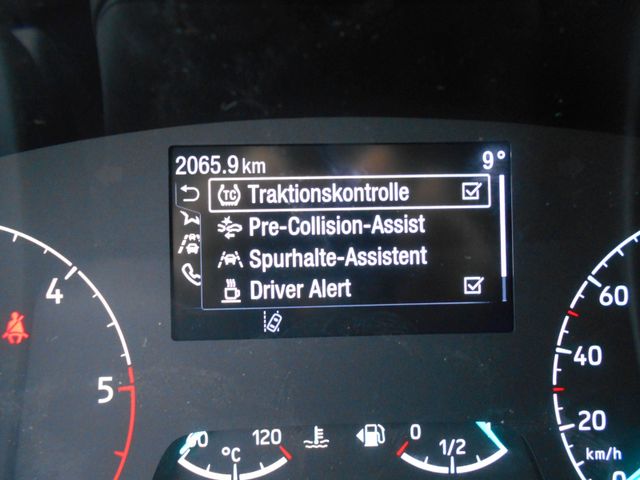 2065.9 km 9°
TC Traktionskontrolle
Pre-Collision-Assist
Spurhalte-Assistent
Driver Alert
4
5
60
40
20
km/h
0
120
°C
0
1/2